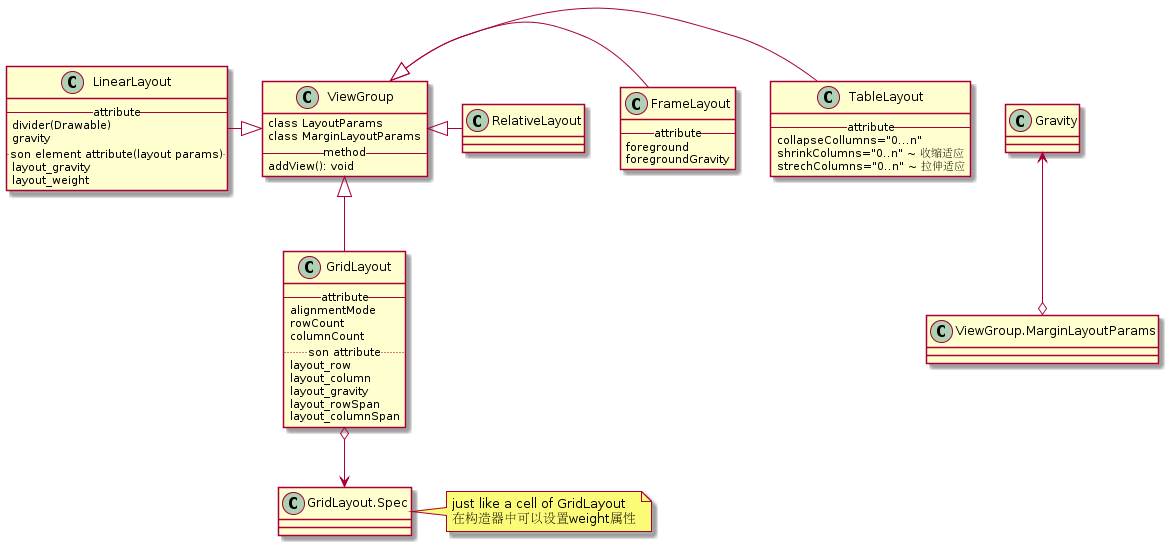 C LinearLayout
attribute
divider(Drawable)
gravity
son element attribute(layout params)
layout_gravity
layout_weight
C ViewGroup
class LayoutParams
class MarginLayoutParams
method
addView(): void
C RelativeLayout
C FrameLayout
attribute
foreground
foregroundGravity
C TableLayout
attribute
collapseCollumns="0...n"
shrinkColumns="0..n" ~ 收缩适应
strechColumns="0..n" ~ 拉伸适应
C Gravity
C GridLayout
attribute
alignmentMode
rowCount
columnCount
son attribute
layout_row
layout_column
layout_gravity
layout_rowSpan
layout_columnSpan
C ViewGroup.MarginLayoutParams
C GridLayout.Spec
just like a cell of GridLayout
在构造器中可以设置weight属性